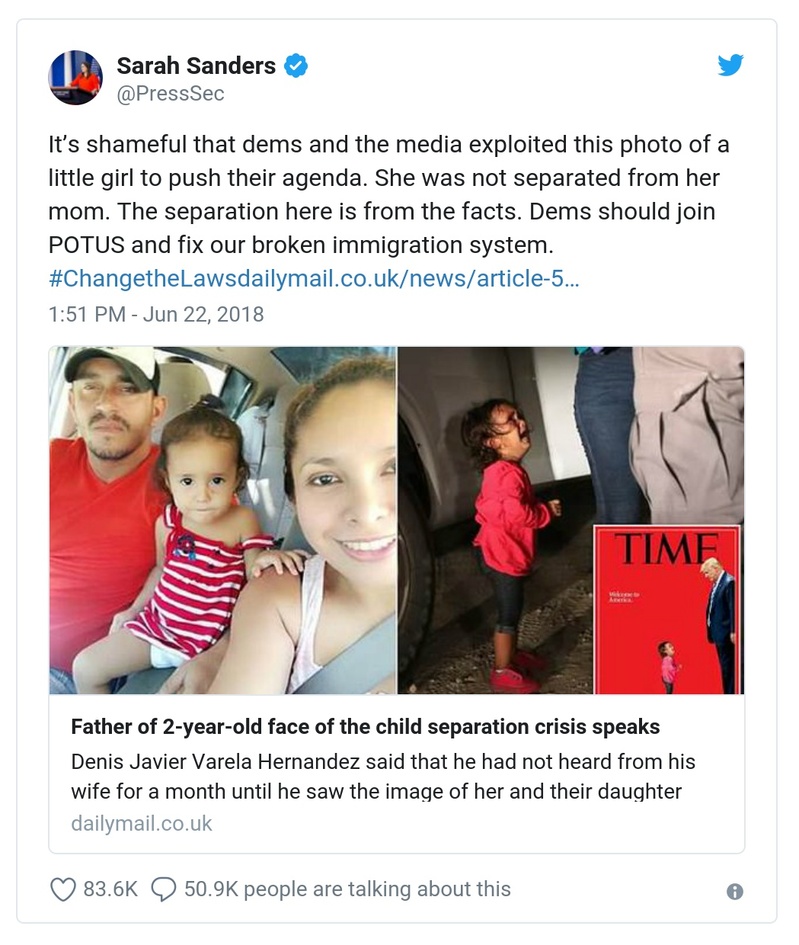 Sarah Sanders
@PressSec
It’s shameful that dems and the media exploited this photo of a
little girl to push their agenda. She was not separated from her
mom. The separation here is from the facts. Dems should join
POTUS and fix our broken immigration system.
#ChangetheLawsdailymail.co.uk/news/article-5…
1:51 PM - Jun 22, 2018
TIME
Welcome to
America.
Father of 2-year-old face of the child separation crisis speaks
Denis Javier Varela Hernandez said that he had not heard from his
wife for a month until he saw the image of her and their daughter
dailymail.co.uk
83.6K 50.9K people are talking about this